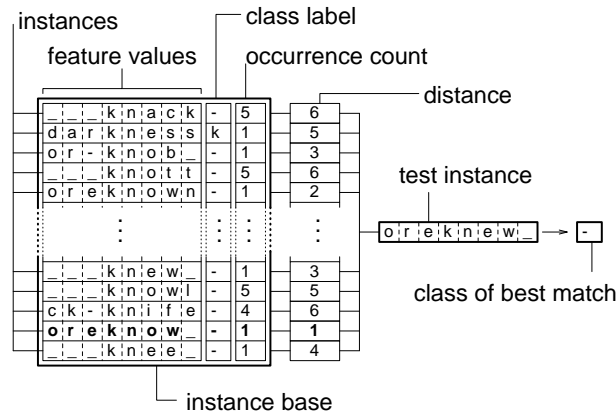 instances
class label
feature values
occurrence count
distance
_ _ _ k n a c k - 5 6
d a r k n e s s k 1 5
o r - k n o b _ - 1 3
_ _ _ k n o t t - 5 6
o r e k n o w n - 1 2
test instance
o r e k n e w _ -
_ _ _ k n e w _ - 1 3
_ _ _ k n o w l - 5 5
c k - k n i f e - 4 6
o r e k n o w _ - 1 1
_ _ _ k n e e _ - 1 4
class of best match
instance base